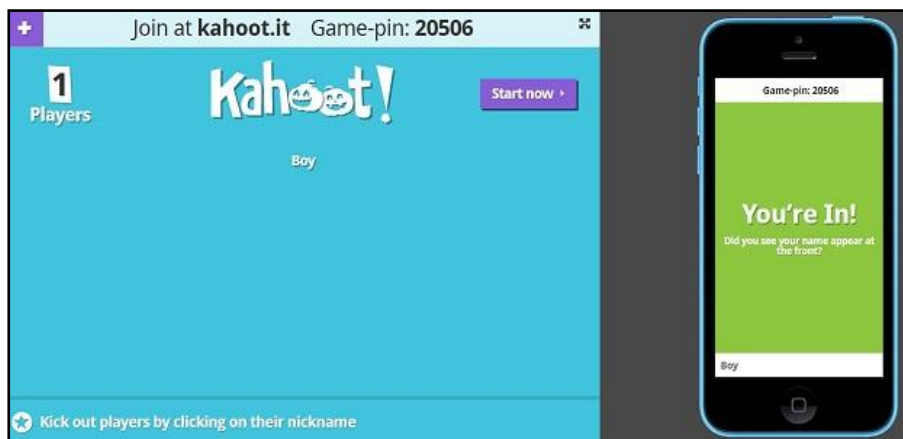 Join at kahoot.it Game-pin: 20506
1
Players
Kahoot!
Start now
Boy
Kick out players by clicking on their nickname
Game-pin: 20506
You're In!
Did you see your name appear at
the front?
Boy